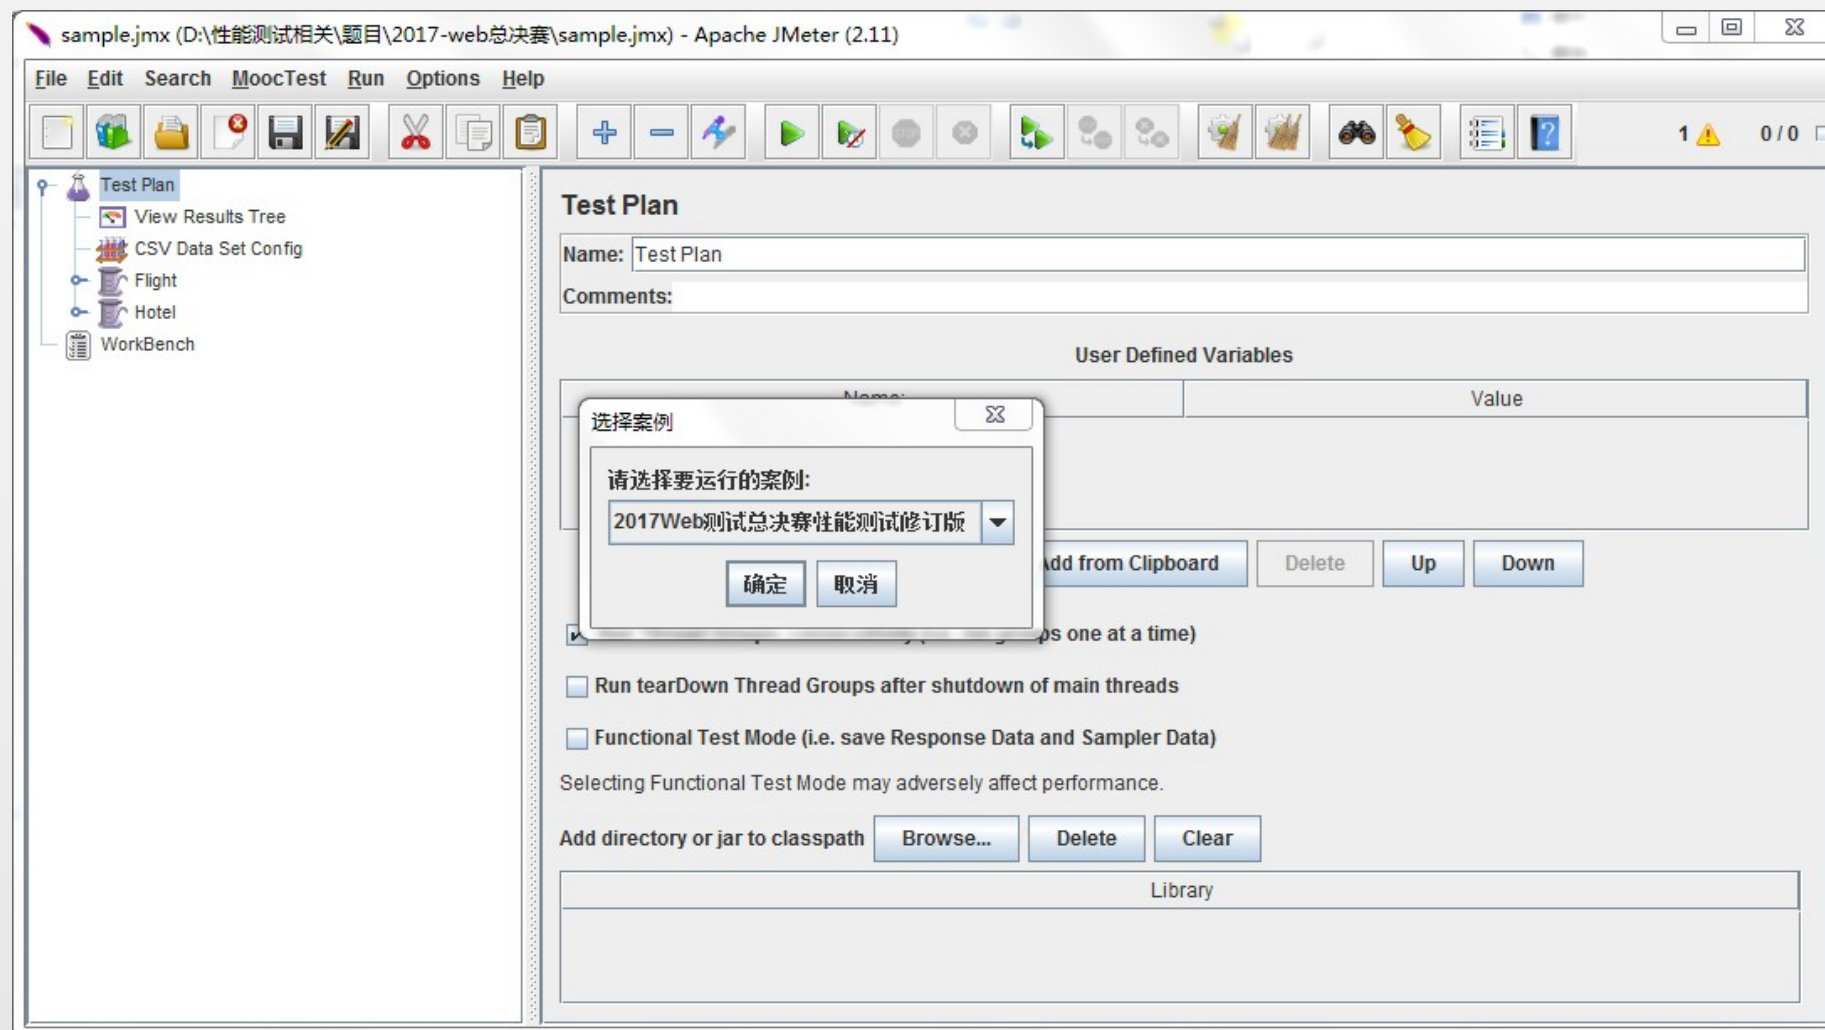 sample.jmx (D:\性能测试相关\题目\2017-web总决赛\sample.jmx) - Apache JMeter (2.11)
File Edit Search MoocTest Run Options Help
STOP
1 0 / 0
Test Plan
View Results Tree
CSV Data Set Config
Flight
Hotel
WorkBench
Test Plan
Name: Test Plan
Comments:
User Defined Variables
Name: Value
选择案例
请选择要运行的案例:
2017Web测试总决赛性能测试修订版
确定 取消
Add from Clipboard Delete Up Down
one at a time)
Run tearDown Thread Groups after shutdown of main threads
Functional Test Mode (i.e. save Response Data and Sampler Data)
Selecting Functional Test Mode may adversely affect performance.
Add directory or jar to classpath Browse... Delete Clear
Library